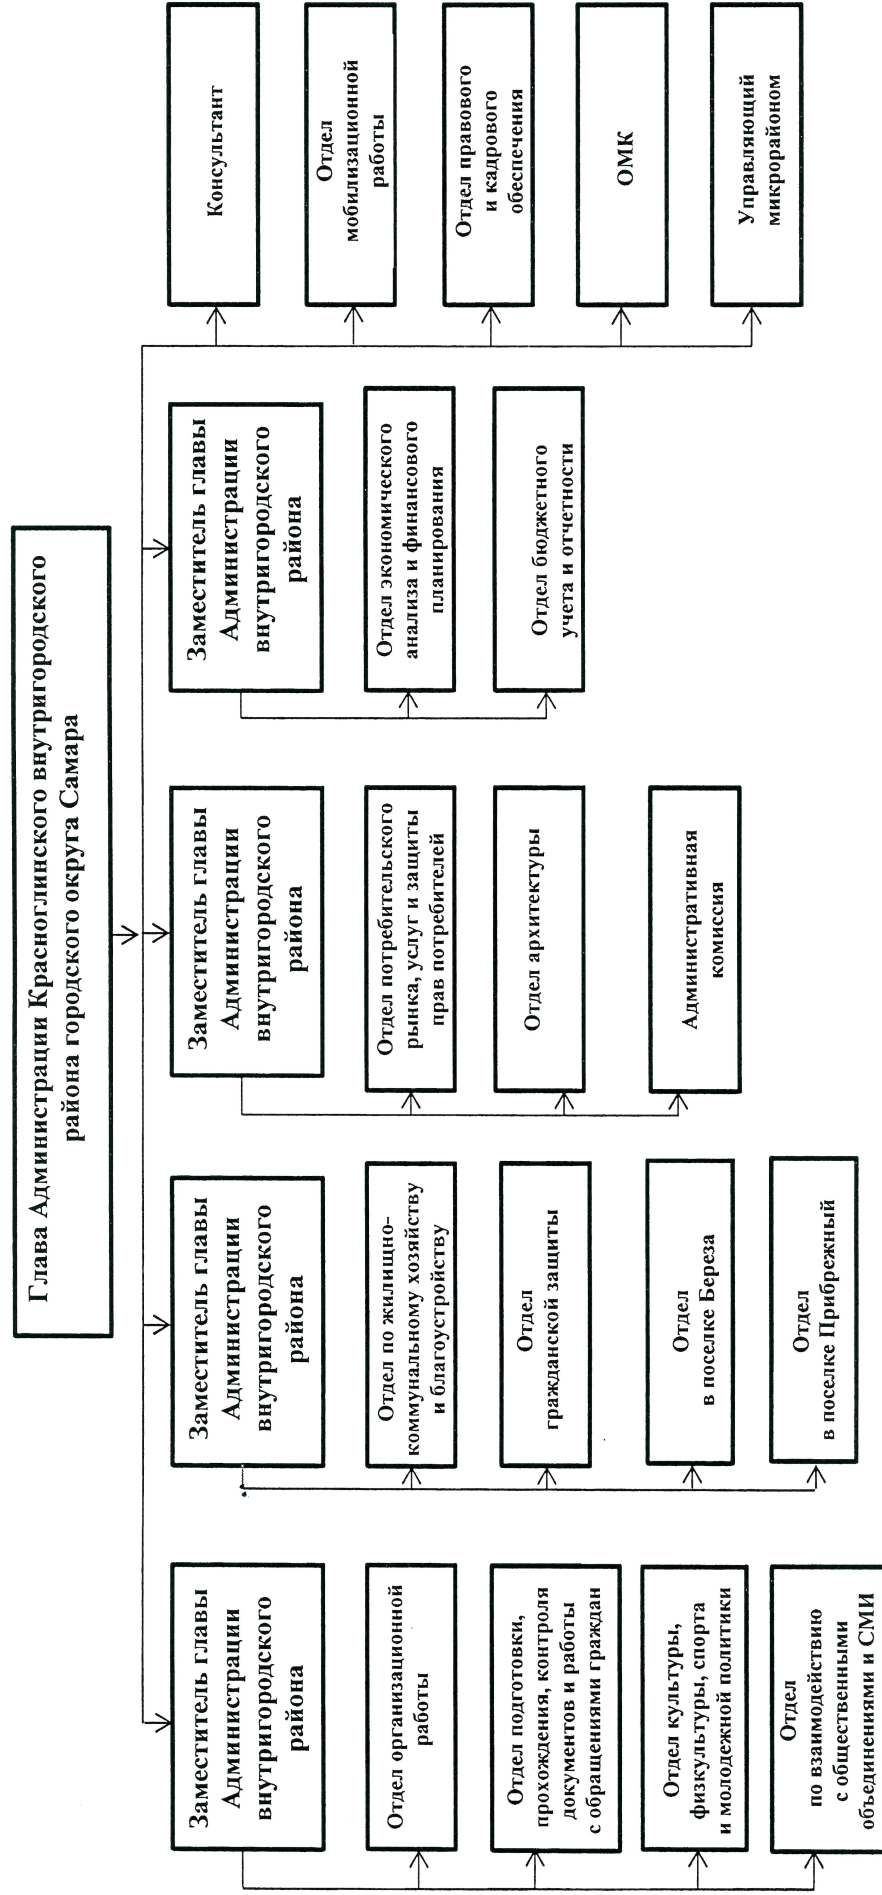 Глава Администрации Красноглинского внутригородского
района городского округа Самара
Заместитель главы
Администрации
внутригородского
района
Отдел организационной
работы
Отдел подготовки,
прохождения, контроля
документов и работы
с обращениями граждан
Отдел культуры,
физкультуры, спорта
и молодежной политики
Отдел
по взаимодействию
с общественными
объединениями и СМИ
Заместитель главы
Администрации
внутригородского
района
Отдел по жилищно-
коммунальному хозяйству
и благоустройству
Отдел
гражданской защиты
Отдел
в поселке Береза
Отдел
в поселке Прибрежный
Заместитель главы
Администрации
внутригородского
района
Отдел потребительского
рынка, услуг и защиты
прав потребителей
Отдел архитектуры
Административная
комиссия
Заместитель главы
Администрации
внутригородского
района
Отдел экономического
анализа и финансового
планирования
Отдел бюджетного
учета и отчетности
Консультант
Отдел
мобилизационной
работы
Отдел правового
и кадрового
обеспечения
ОМК
Управляющий
микрорайоном